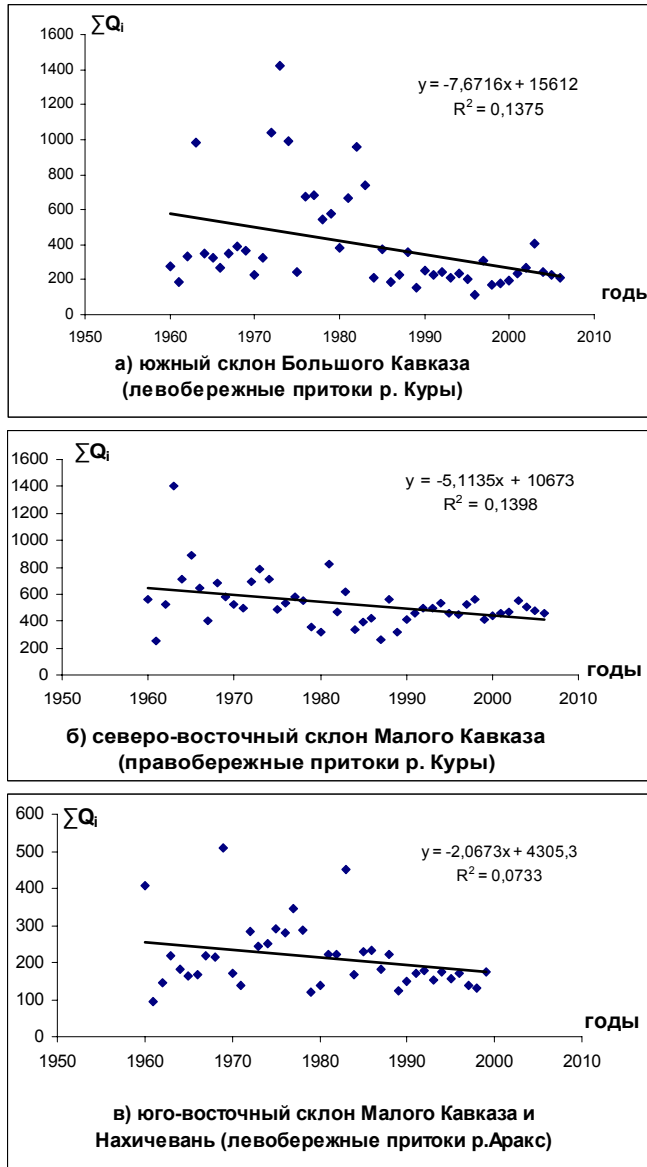 ∑Qi
1600
1400
1200
1000
800
600
400
200
0
y = -7,6716x + 15612
R² = 0,1375
годы
1950 1960 1970 1980 1990 2000 2010
а) южный склон Большого Кавказа
(левобережные притоки р. Куры)
∑Qi
1600
1400
1200
1000
800
600
400
200
0
y = -5,1135x + 10673
R² = 0,1398
годы
1950 1960 1970 1980 1990 2000 2010
б) северо-восточный склон Малого Кавказа
(правобережные притоки р. Куры)
∑Qi
600
500
400
300
200
100
0
y = -2,0673x + 4305,3
R² = 0,0733
годы
1950 1960 1970 1980 1990 2000 2010
в) юго-восточный склон Малого Кавказа и
Нахичевань (левобережные притоки р.Аракс)